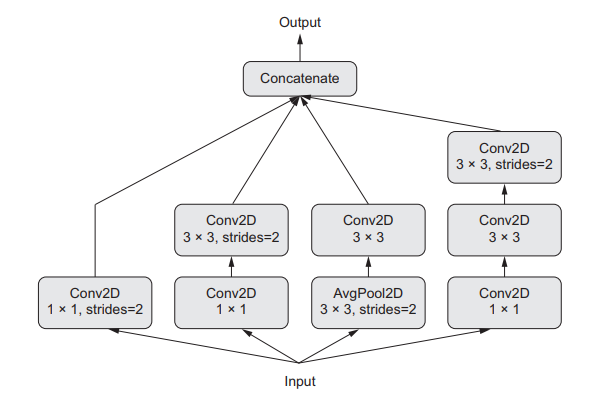 Output
Concatenate
Conv2D
3 × 3, strides=2
Conv2D
3 × 3, strides=2
Conv2D
3 × 3
Conv2D
3 × 3
Conv2D
1 × 1, strides=2
Conv2D
1 × 1
AvgPool2D
3 × 3, strides=2
Conv2D
1 × 1
Input